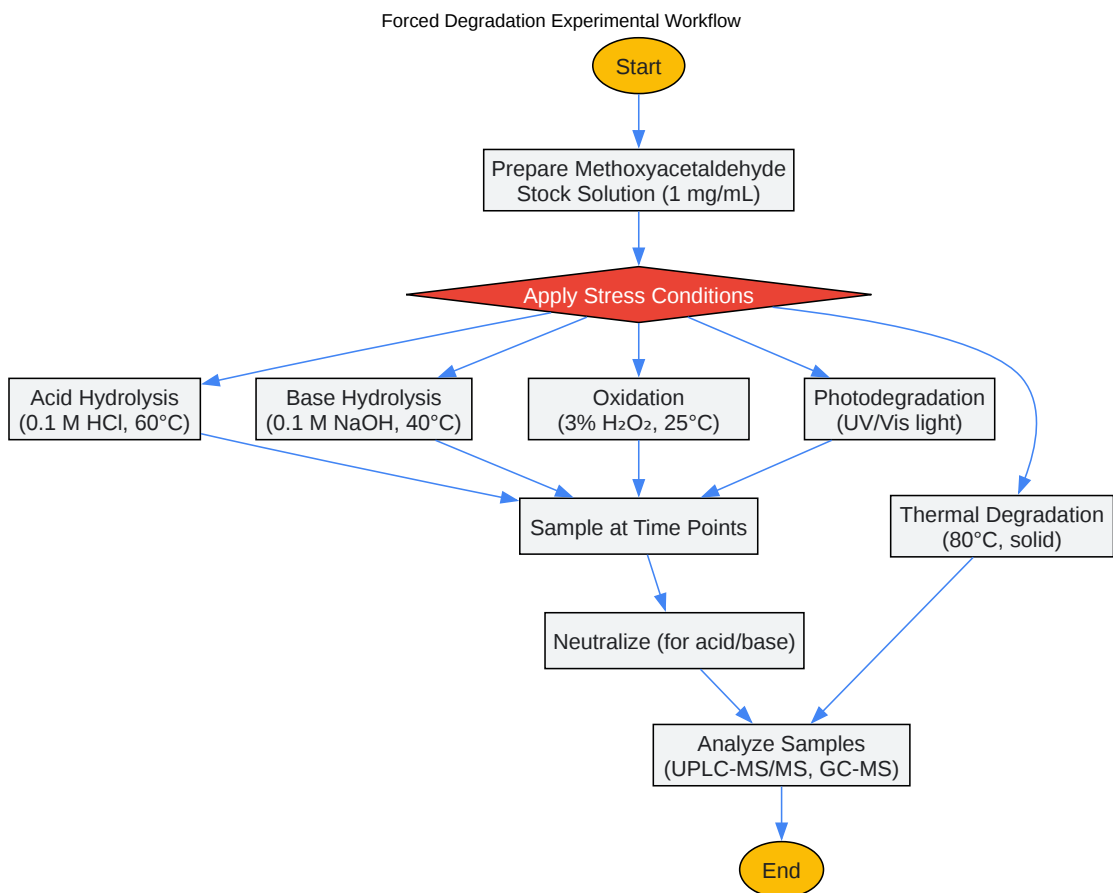 Forced Degradation Experimental Workflow
Start
Prepare Methoxyacetaldehyde
Stock Solution (1 mg/mL)
Apply Stress Conditions
Acid Hydrolysis
(0.1 M HCl, 60°C)
Base Hydrolysis
(0.1 M NaOH, 40°C)
Oxidation
(3% H₂O₂, 25°C)
Photodegradation
(UV/Vis light)
Sample at Time Points
Thermal Degradation
(80°C, solid)
Neutralize (for acid/base)
Analyze Samples
(UPLC-MS/MS, GC-MS)
End